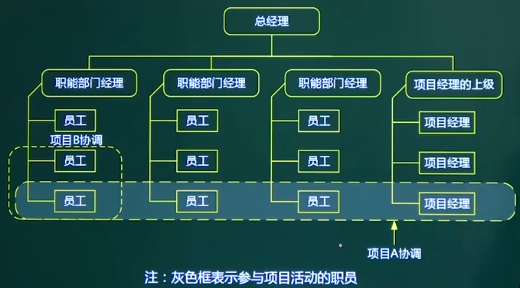 总经理
职能部门经理
职能部门经理
职能部门经理
项目经理的上级
员工
员工
员工
项目经理
项目B协调
员工
员工
员工
项目经理
员工
员工
员工
项目经理
项目A协调
注：灰色框表示参与项目活动的职员